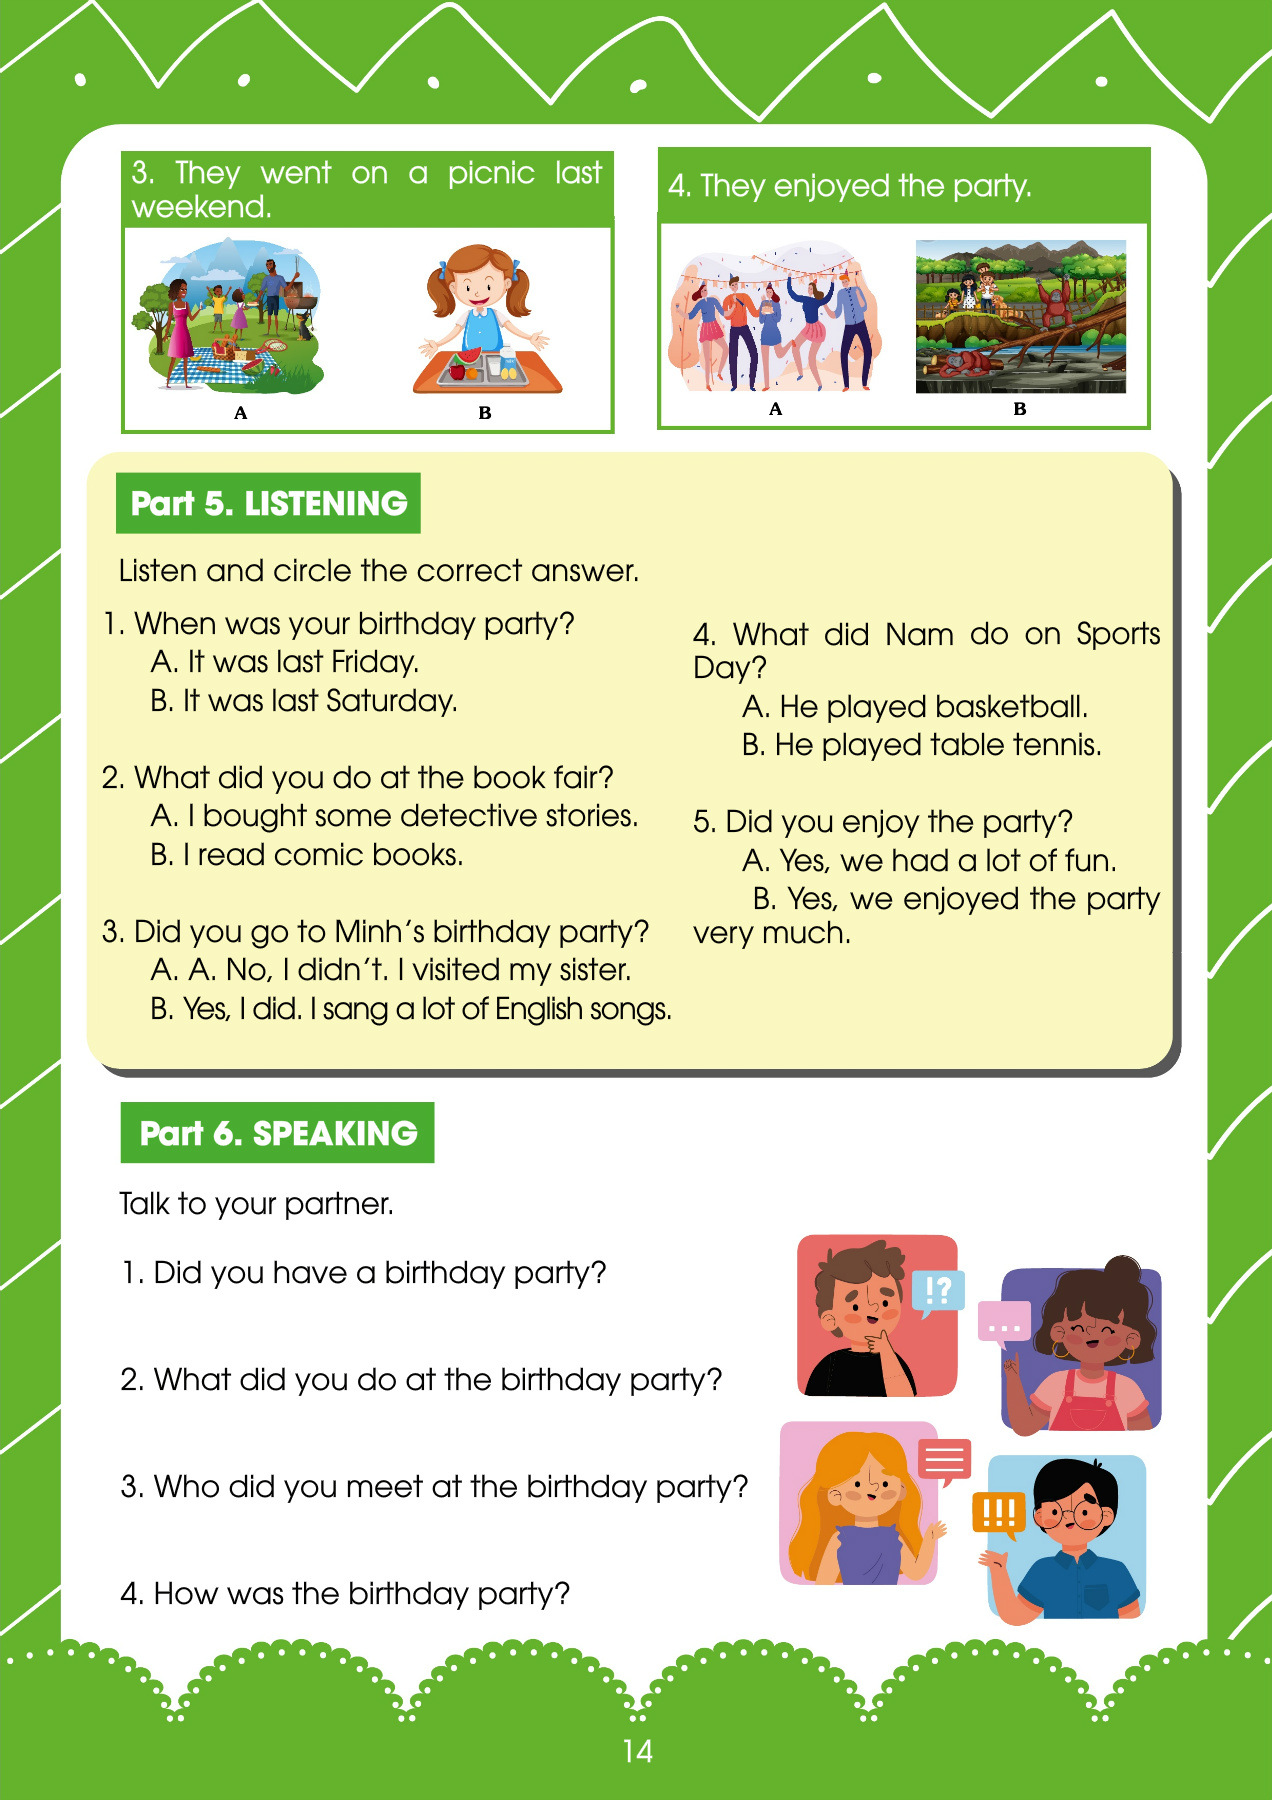 3. They went on a picnic last
weekend.
A
B
4. They enjoyed the party.
A
B
Part 5. LISTENING
Listen and circle the correct answer.
1. When was your birthday party?
A. It was last Friday.
B. It was last Saturday.
2. What did you do at the book fair?
A. I bought some detective stories.
B. I read comic books.
3. Did you go to Minh's birthday party?
A. A. No, I didn't. I visited my sister.
B. Yes, I did. I sang a lot of English songs.
4. What did Nam do on Sports
Day?
A. He played basketball.
B. He played table tennis.
5. Did you enjoy the party?
A. Yes, we had a lot of fun.
B. Yes, we enjoyed the party
very much.
Part 6. SPEAKING
Talk to your partner.
1. Did you have a birthday party?
2. What did you do at the birthday party?
3. Who did you meet at the birthday party?
4. How was the birthday party?
!?
...
!!!
14